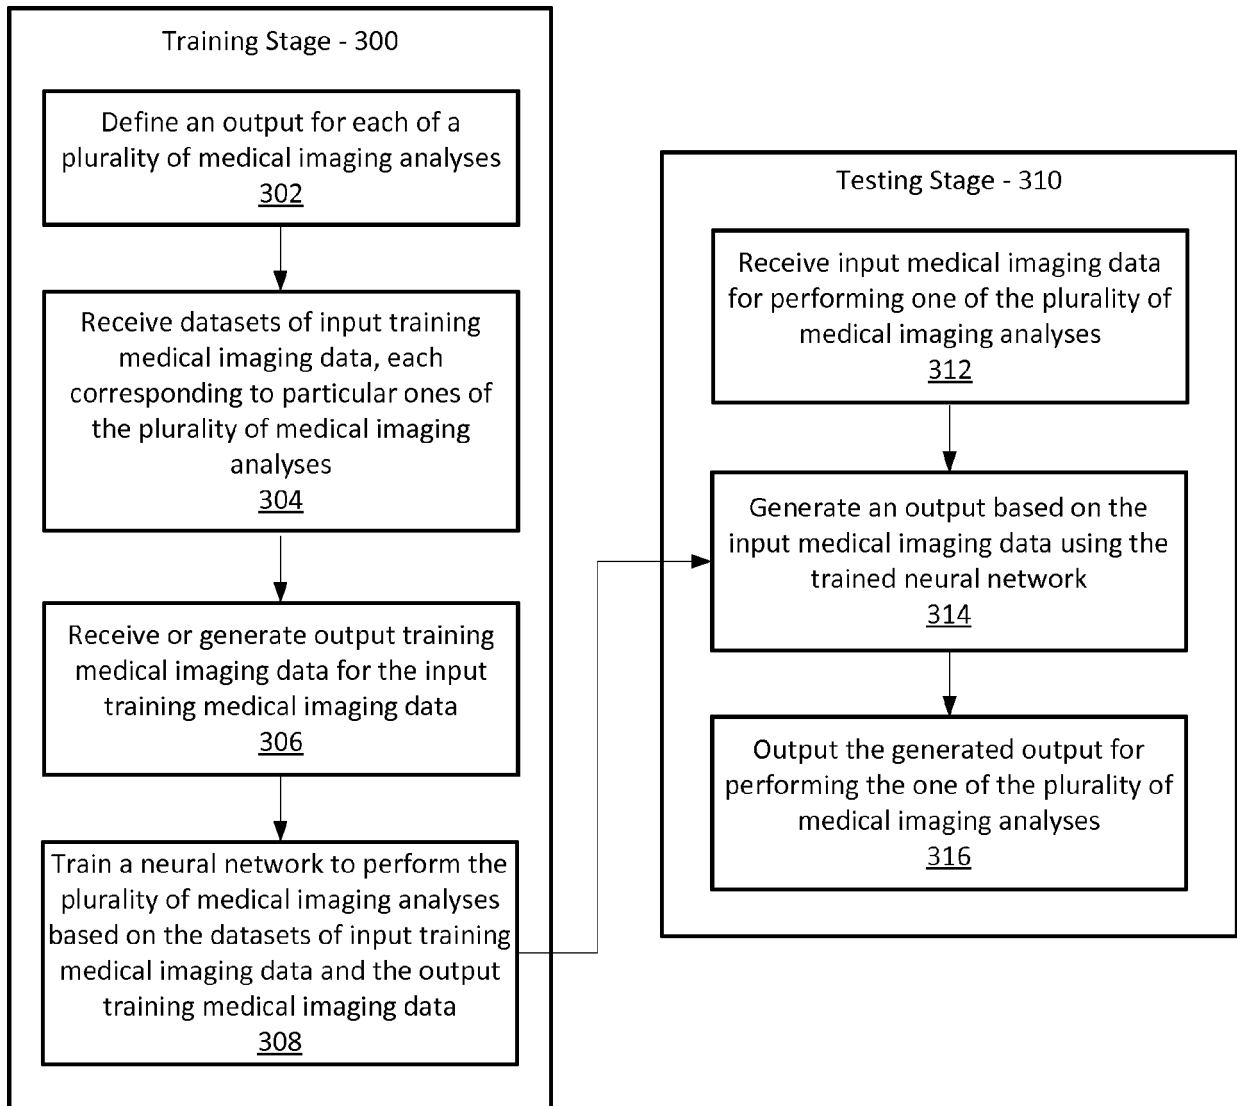 Training Stage - 300
Define an output for each of a
plurality of medical imaging analyses
302
Receive datasets of input training
medical imaging data, each
corresponding to particular ones of
the plurality of medical imaging
analyses
304
Receive or generate output training
medical imaging data for the input
training medical imaging data
306
Train a neural network to perform the
plurality of medical imaging analyses
based on the datasets of input training
medical imaging data and the output
training medical imaging data
308
Testing Stage - 310
Receive input medical imaging data
for performing one of the plurality of
medical imaging analyses
312
Generate an output based on the
input medical imaging data using the
trained neural network
314
Output the generated output for
performing the one of the plurality of
medical imaging analyses
316